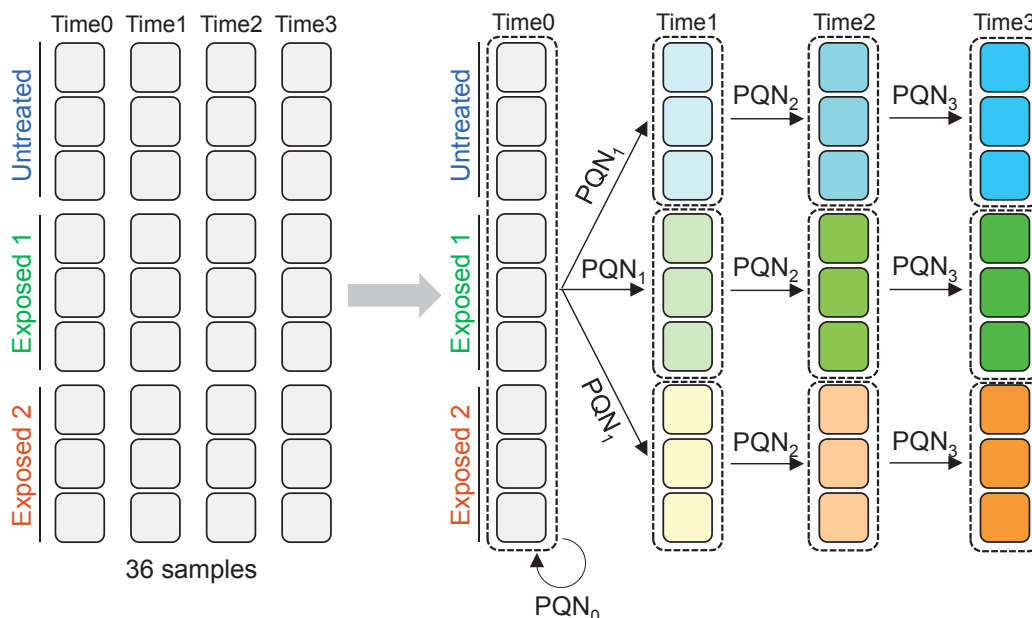 Time0 Time1 Time2 Time3
Untreated
Exposed 1
Exposed 2
36 samples
Time0 Time1 Time2 Time3
Untreated
Exposed 1
Exposed 2
PQN₁ PQN₂ PQN₃
PQN₁ PQN₂ PQN₃
PQN₁ PQN₂ PQN₃
PQN₀